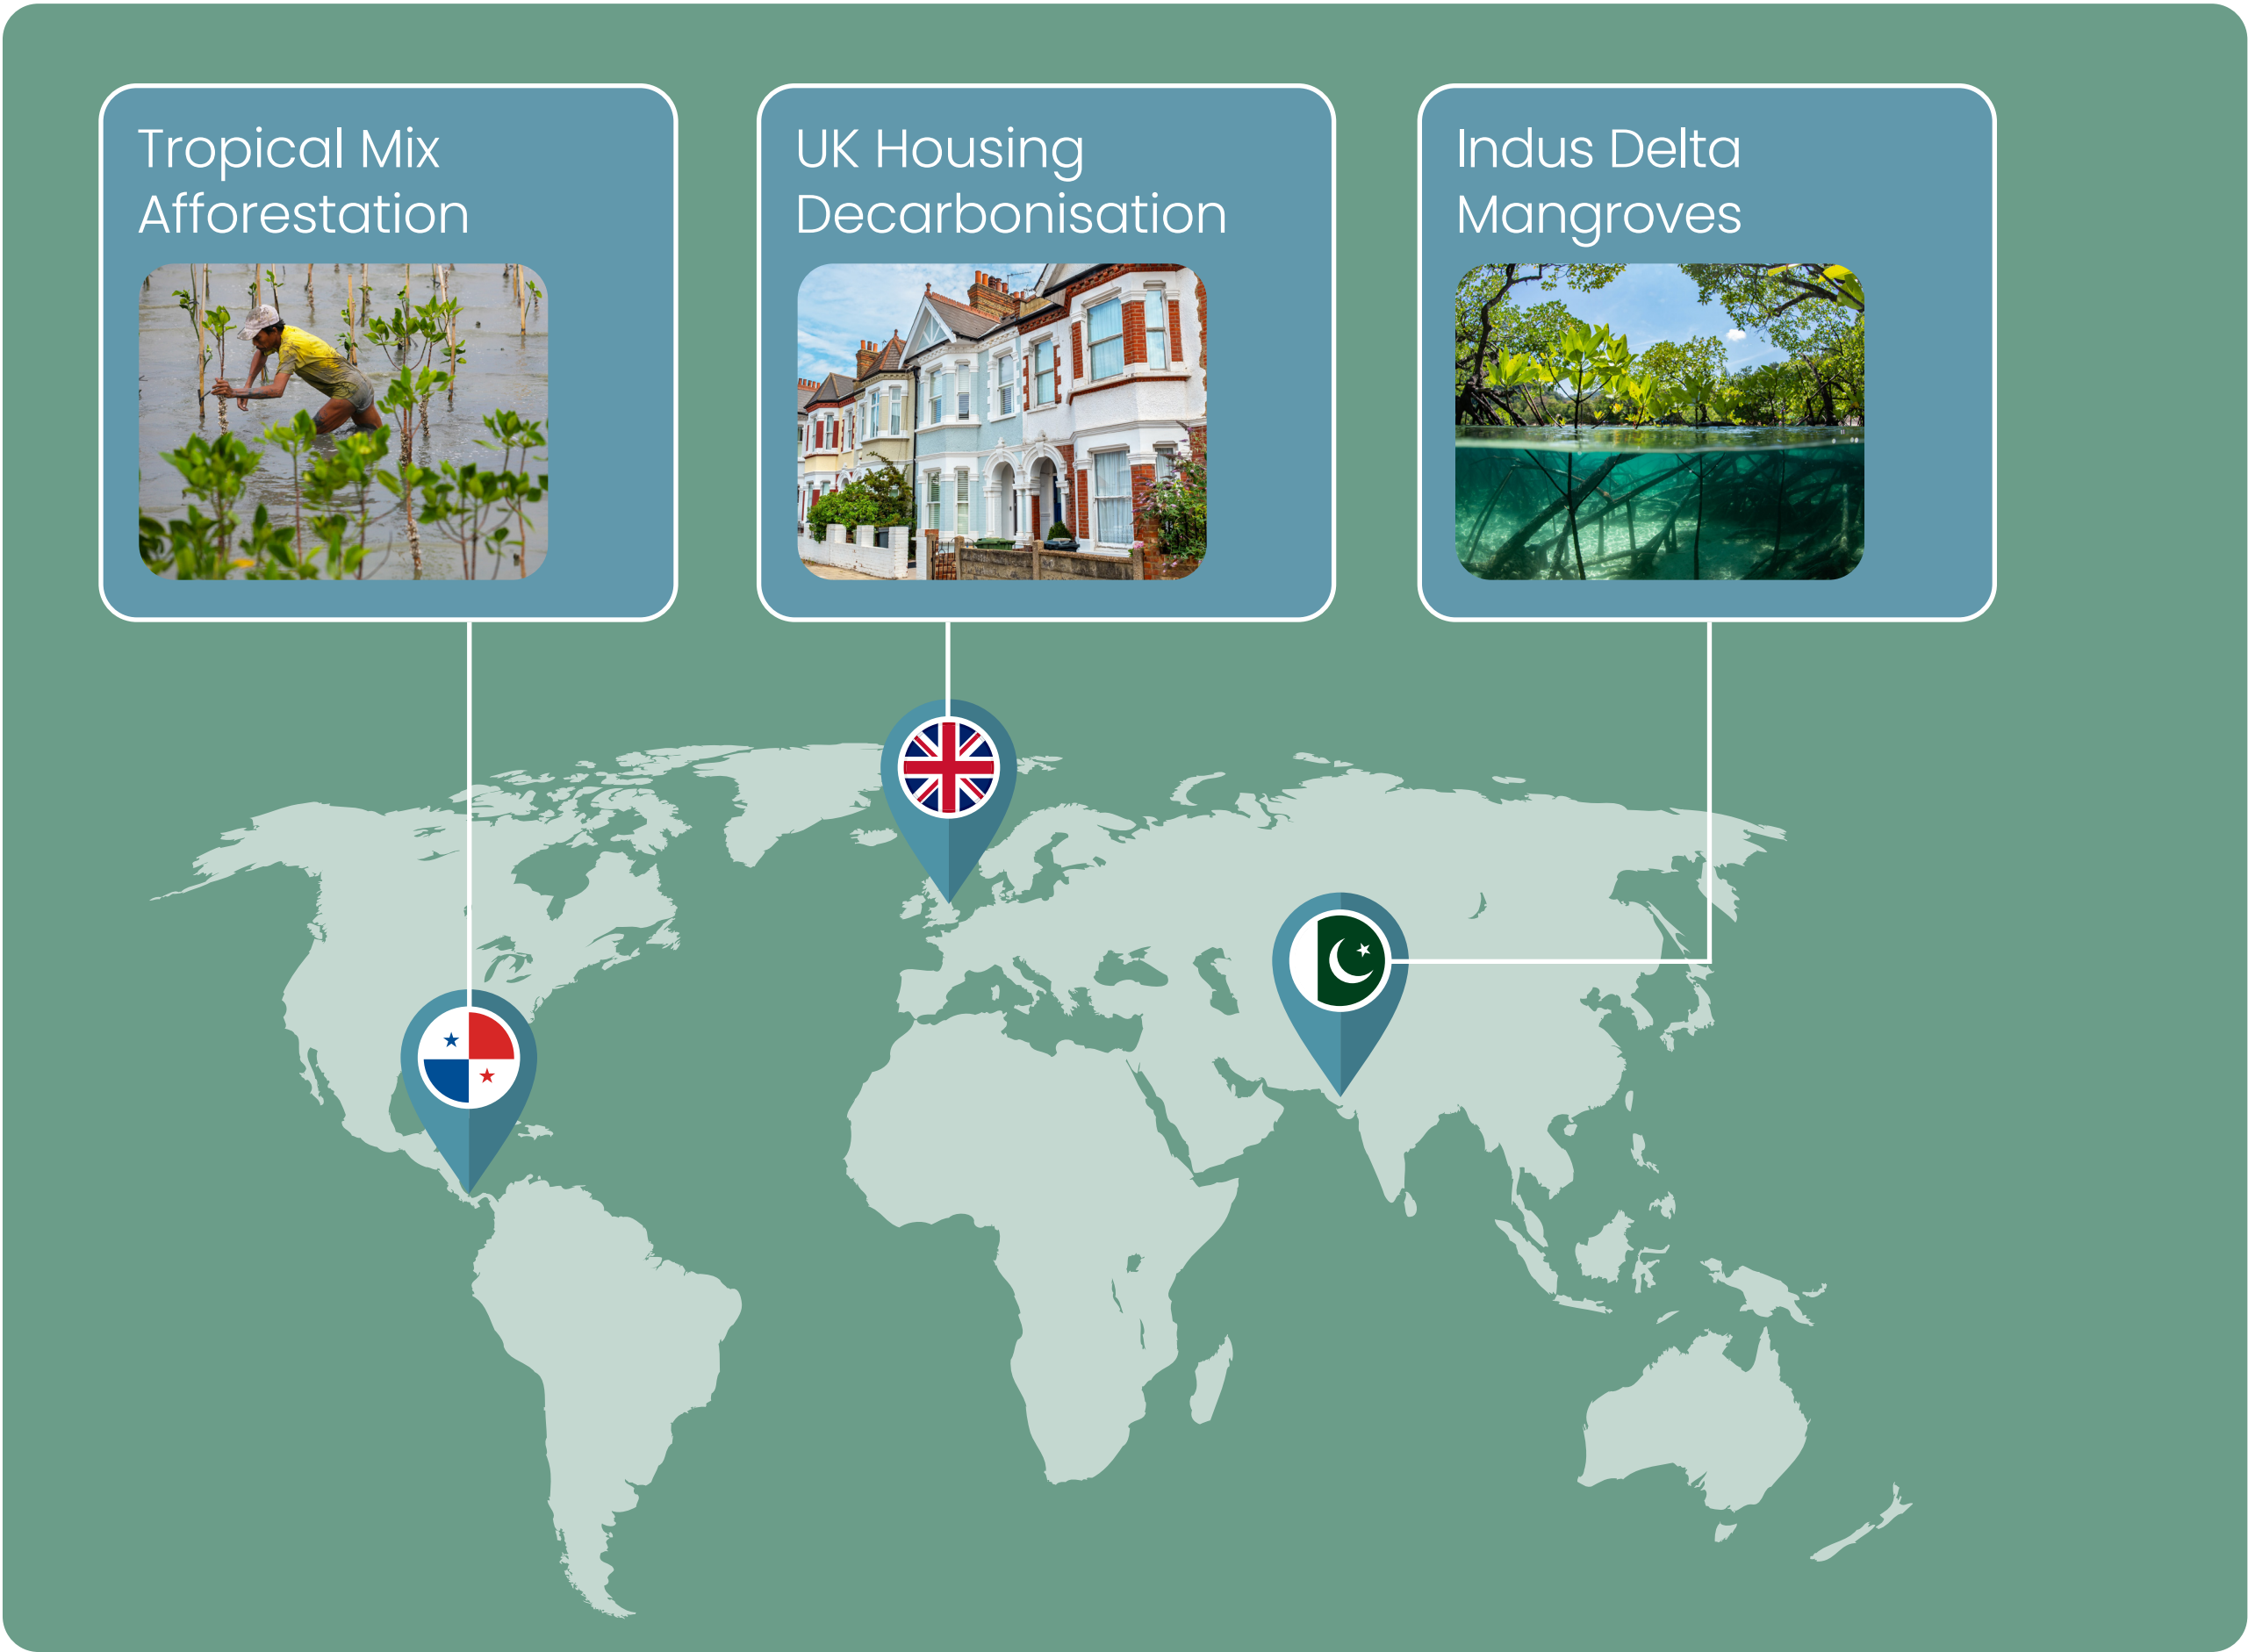 Tropical Mix
Afforestation
UK Housing
Decarbonisation
Indus Delta
Mangroves